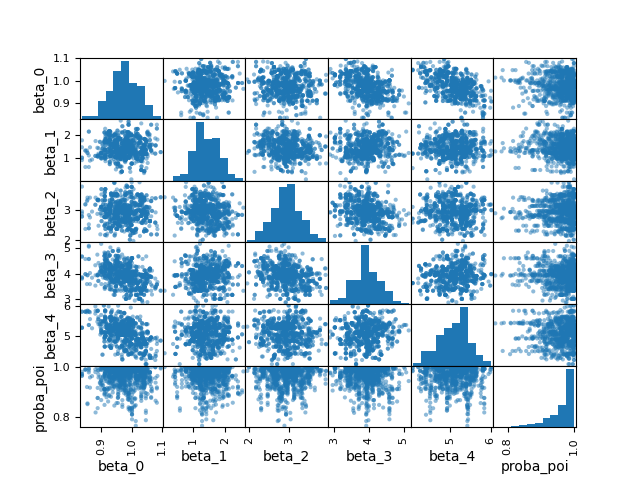 1.1
1.0
0.9
beta_0
2
1
beta_1
3
2
beta_2
5
4
3
beta_3
6
5
beta_4
1.0
0.8
proba_poi
0.9 1.0 1.1 1 2 2 3 3 4 5 5 6 0.8 1.0
beta_0 beta_1 beta_2 beta_3 beta_4 proba_poi